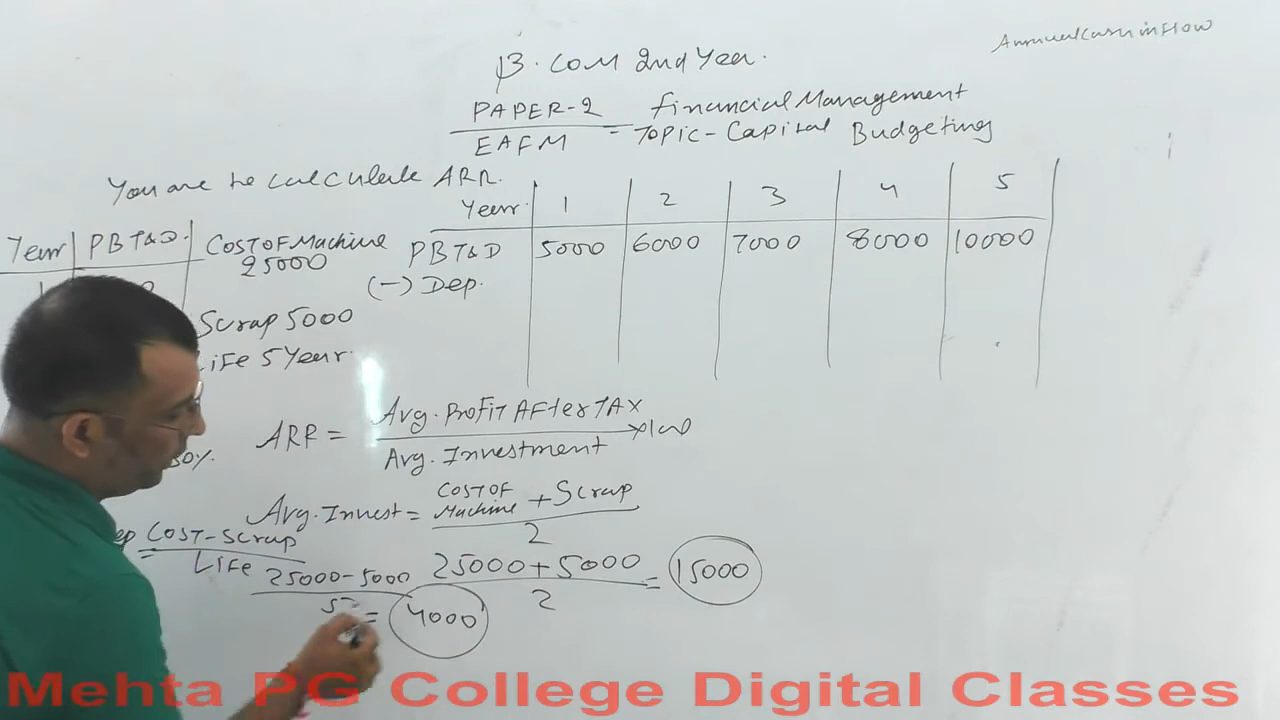 Annual Cash inflow
B. COM 2nd Year.
PAPER-2 Financial Management
EAFM = Topic - Capital Budgeting
You are to calculate ARR.
Year | PBT&D.
COST OF Machine
25000
Scrap 5000
Life 5 Year.
30%.
Year 1 2 3 4 5
PBT&D 5000 6000 7000 8000 10000
(-) Dep.
ARR = Avg. Profit After TAX
Avg. Investment
×100
Avg. Invest = COST OF Machine + Scrap
2
ep = COST - Scrap
Life
25000 - 5000
5
= 4000
25000 + 5000
2
= 15000
Mehta PG College Digital Classes